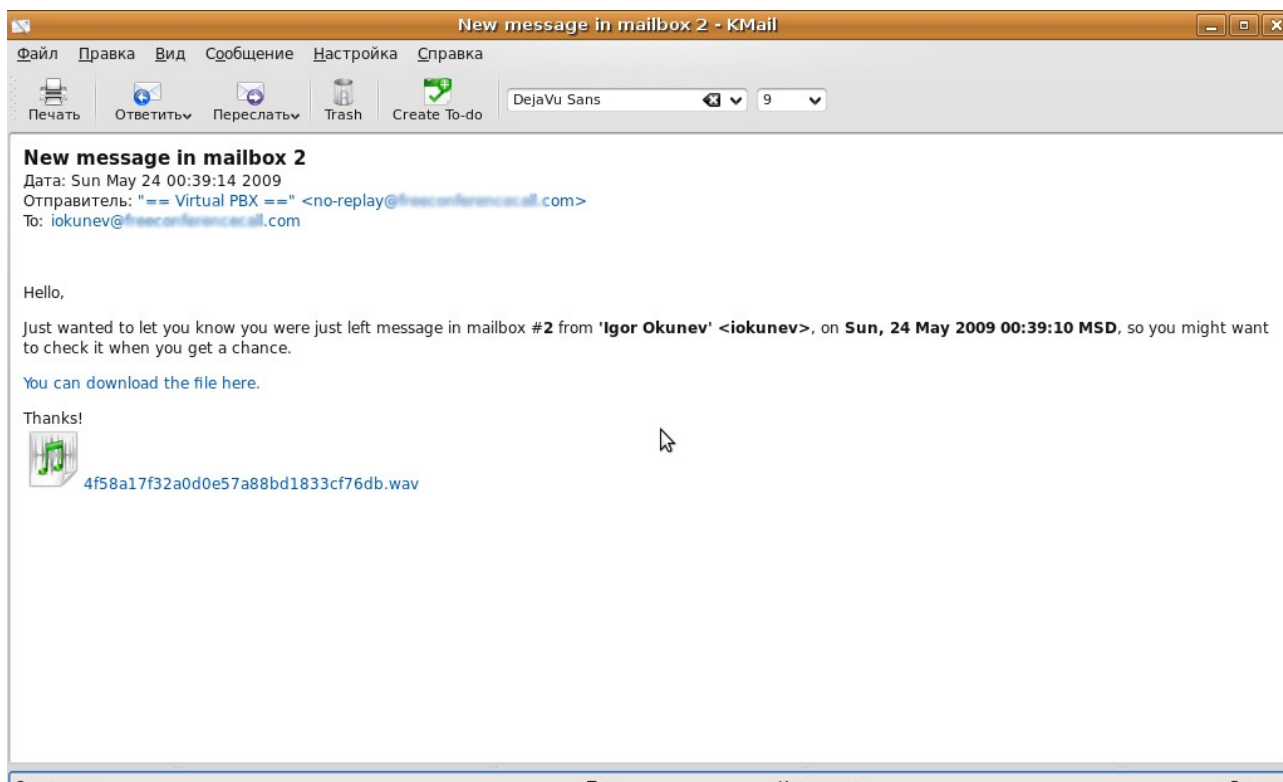 New message in mailbox 2 - KMail
Файл Правка Вид Сообщение Настройка Справка
Печать Ответить Переслать Trash Create To-do DejaVu Sans 9
New message in mailbox 2
Дата: Sun May 24 00:39:14 2009
Отправитель: "== Virtual PBX ==" <no-replay@ .com>
To: iokunev@ .com
Hello,
Just wanted to let you know you were just left message in mailbox #2 from 'Igor Okunev' <iokunev>, on Sun, 24 May 2009 00:39:10 MSD, so you might want
to check it when you get a chance.
You can download the file here.
Thanks!
4f58a17f32a0d0e57a88bd1833cf76db.wav